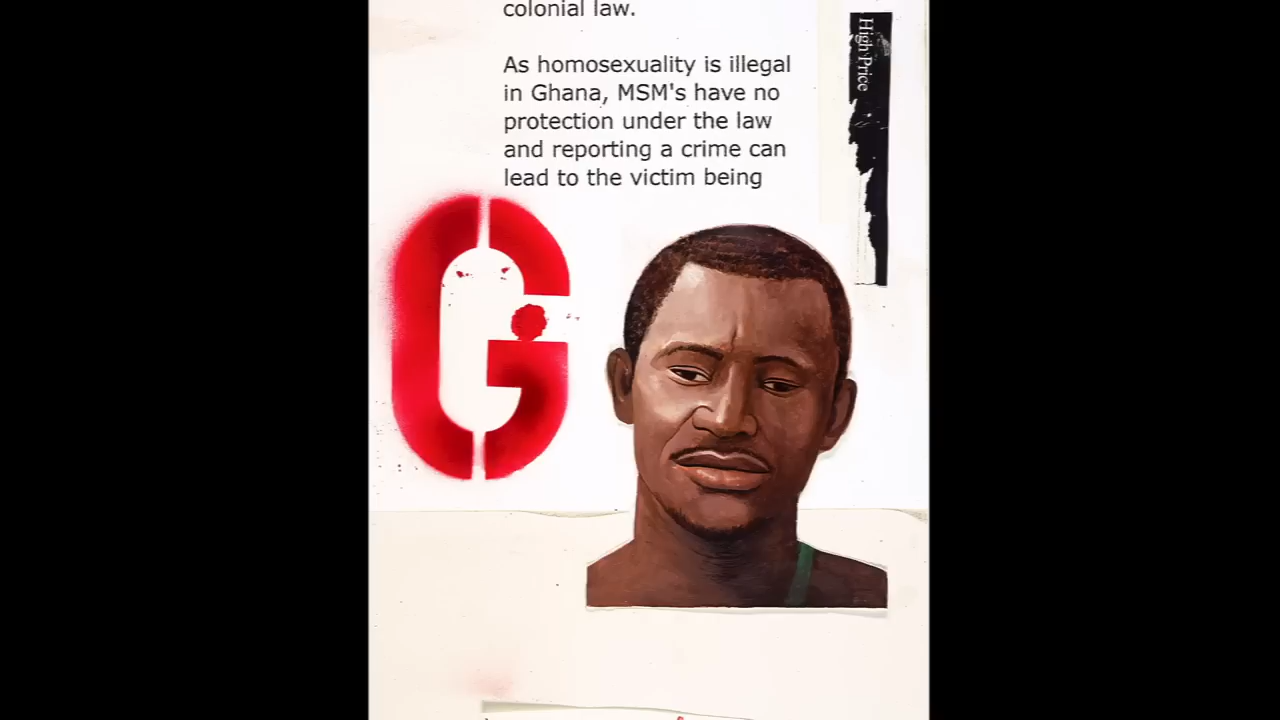 colonial law.
As homosexuality is illegal
in Ghana, MSM's have no
protection under the law
and reporting a crime can
lead to the victim being
High Price
G